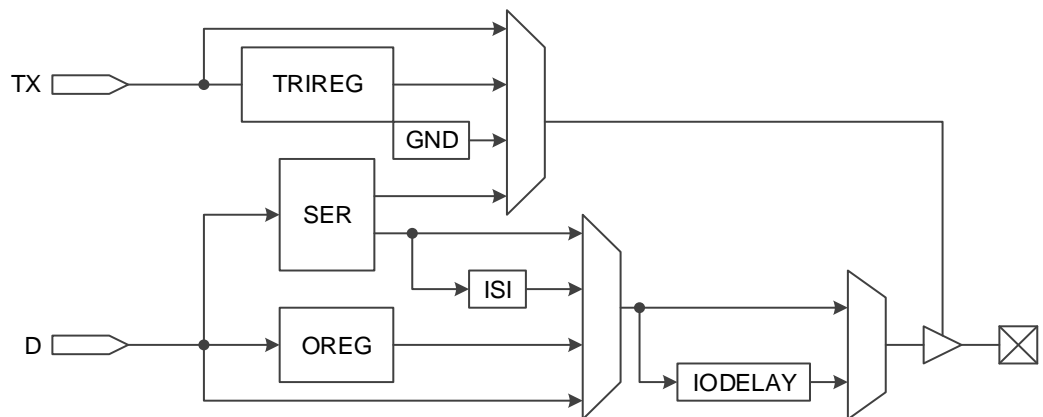 TX
TRIREG
GND
SER
ISI
D
OREG
IODELAY